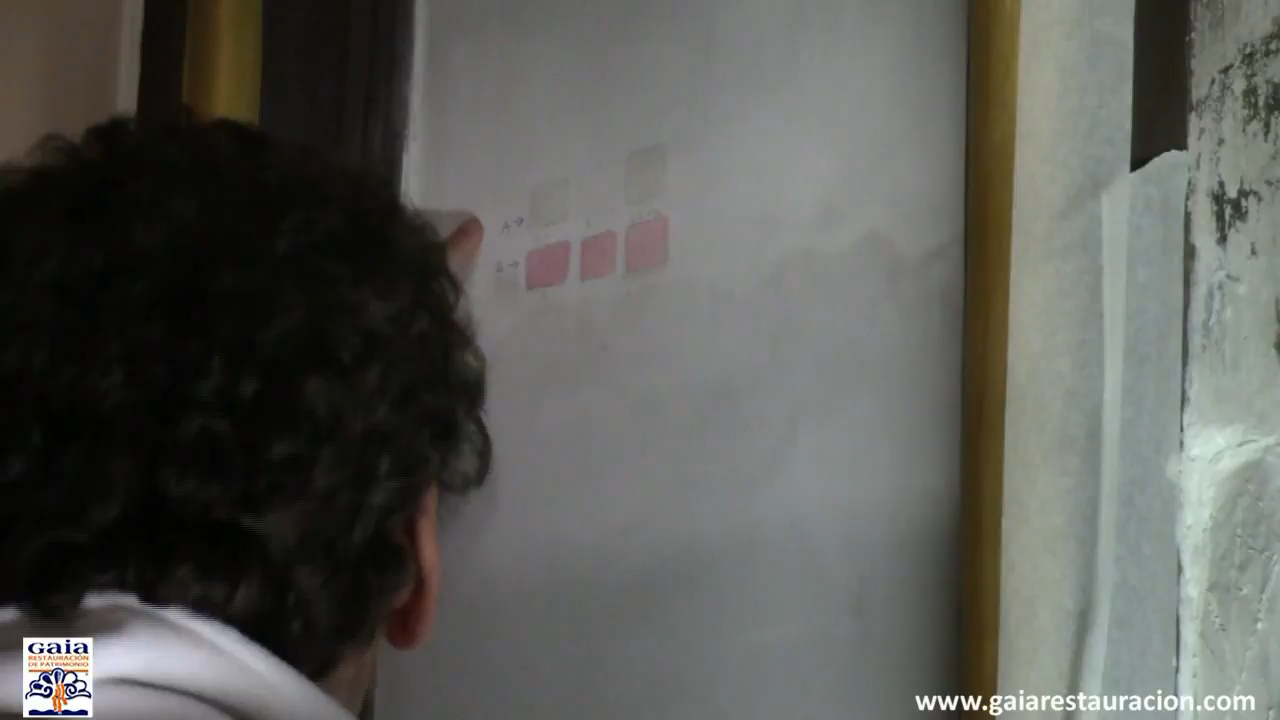 A→
B→
GAIA
RESTAURACIÓN
DE PATRIMONIO
www.gaiarestauracion.com